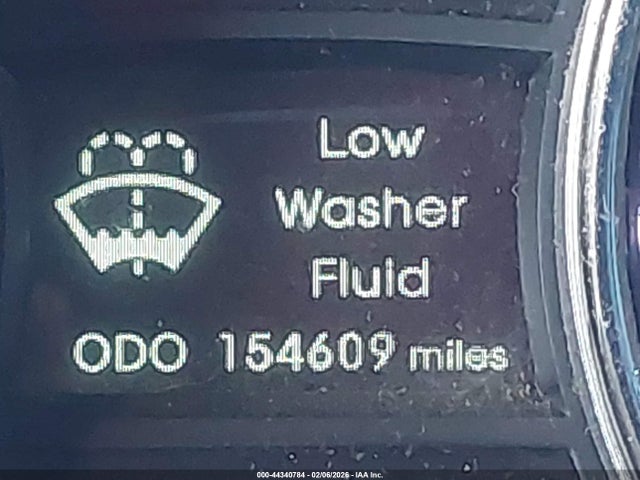 Low
Washer
Fluid
ODO 154609 miles
000-44340784 - 02/06/2026 - IAA Inc.